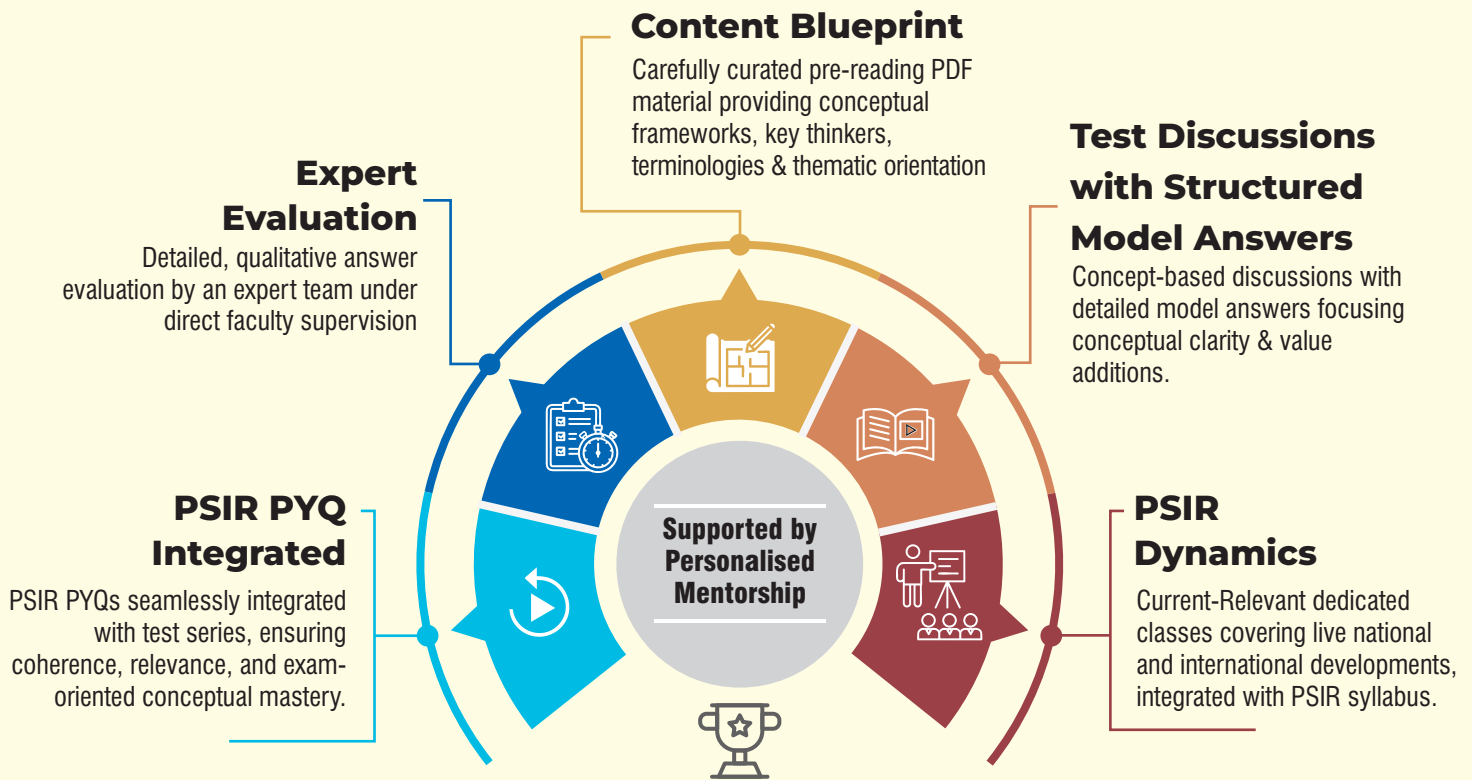 Content Blueprint
Carefully curated pre-reading PDF
material providing conceptual
frameworks, key thinkers,
terminologies & thematic orientation
Expert
Evaluation
Detailed, qualitative answer
evaluation by an expert team under
direct faculty supervision
Test Discussions
with Structured
Model Answers
Concept-based discussions with
detailed model answers focusing
conceptual clarity & value
additions.
PSIR PYQ
Integrated
PSIR PYQs seamlessly integrated
with test series, ensuring
coherence, relevance, and exam-
oriented conceptual mastery.
Supported by
Personalised
Mentorship
PSIR
Dynamics
Current-Relevant dedicated
classes covering live national
and international developments,
integrated with PSIR syllabus.